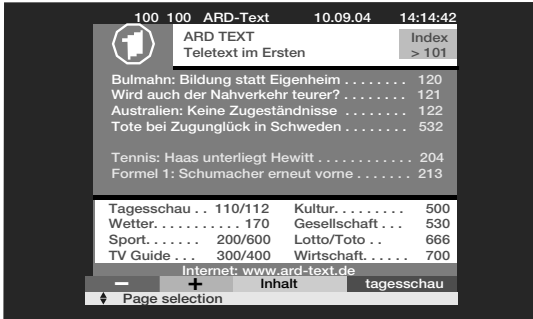 100 100 ARD-Text 10.09.04 14:14:42
ARD TEXT Index
Teletext im Ersten > 101
Bulmahn: Bildung statt Eigenheim . . . . . . . . 120
Wird auch der Nahverkehr teurer? . . . . . . . . 121
Australien: Keine Zugeständnisse . . . . . . . . 122
Tote bei Zugunglück in Schweden . . . . . . . . 532
Tennis: Haas unterliegt Hewitt . . . . . . . . . . . . 204
Formel 1: Schumacher erneut vorne . . . . . . . 213
Tagesschau . . 110/112 Kultur. . . . . . . . . 500
Wetter. . . . . . . . . . . 170 Gesellschaft . . . 530
Sport. . . . . . . 200/600 Lotto/Toto . . 666
TV Guide . . . 300/400 Wirtschaft. . . . . . 700
Internet: www.ard-text.de
− + Inhalt tagesschau
Page selection